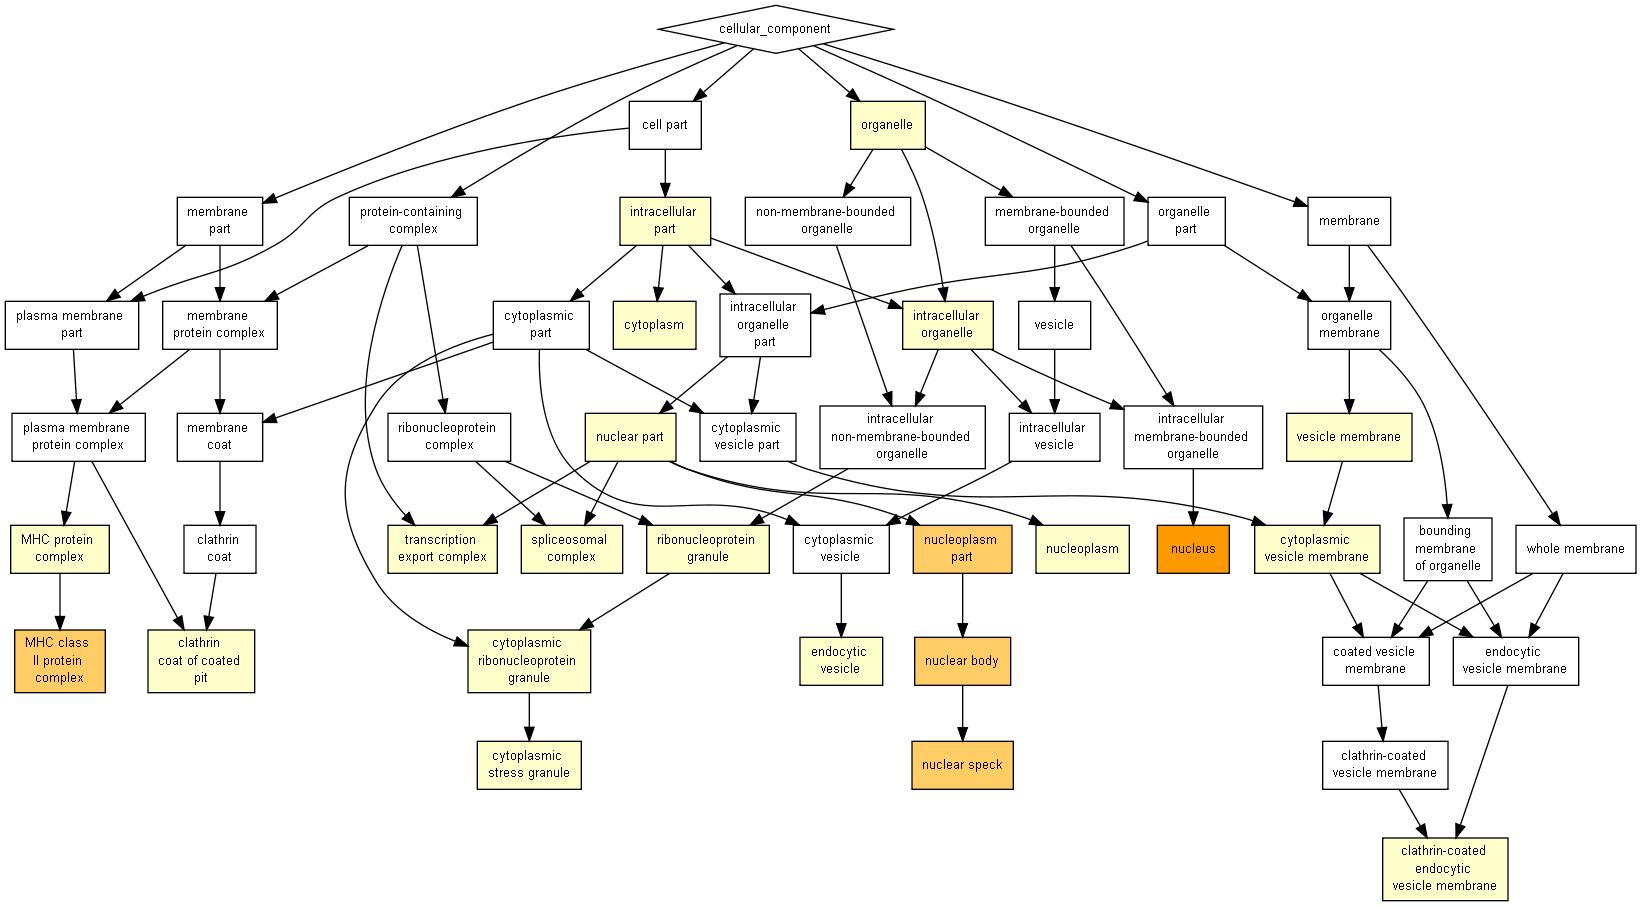 cellular_component
cell part
organelle
membrane
part
protein-containing
complex
intracellular
part
non-membrane-bounded
organelle
membrane-bounded
organelle
organelle
part
membrane
plasma membrane
part
membrane
protein complex
cytoplasmic
part
cytoplasm
intracellular
organelle
part
intracellular
organelle
vesicle
organelle
membrane
plasma membrane
protein complex
membrane
coat
ribonucleoprotein
complex
nuclear part
cytoplasmic
vesicle part
intracellular
non-membrane-bounded
organelle
intracellular
vesicle
intracellular
membrane-bounded
organelle
vesicle membrane
MHC protein
complex
clathrin
coat
transcription
export complex
spliceosomal
complex
ribonucleoprotein
granule
cytoplasmic
vesicle
nucleoplasm
part
nucleoplasm
nucleus
cytoplasmic
vesicle membrane
bounding
membrane
of organelle
whole membrane
MHC class
II protein
complex
clathrin
coat of coated
pit
cytoplasmic
ribonucleoprotein
granule
endocytic
vesicle
nuclear body
coated vesicle
membrane
endocytic
vesicle membrane
cytoplasmic
stress granule
nuclear speck
clathrin-coated
vesicle membrane
clathrin-coated
endocytic
vesicle membrane